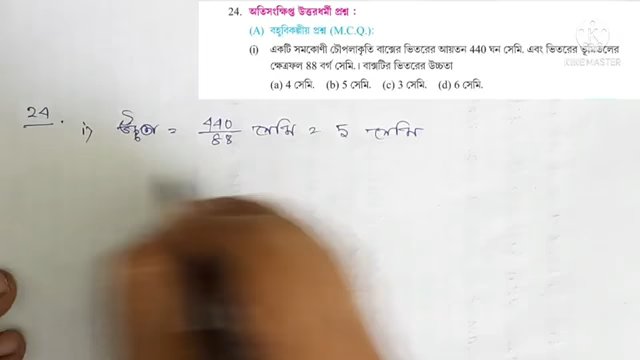 24. অতিসংক্ষিপ্ত উত্তরধর্মী প্রশ্ন :
(A) বহুবিকল্পীয় প্রশ্ন (M.C.Q.) :
(i) একটি সমকোণী চৌপলাকৃতি বাক্সের ভিতরের আয়তন 440 ঘন সেমি. এবং ভিতরের ভূমিতলের
ক্ষেত্রফল 88 বর্গ সেমি.। বাক্সটির ভিতরের উচ্চতা
(a) 4 সেমি. (b) 5 সেমি. (c) 3 সেমি. (d) 6 সেমি.
KINEMASTER
24. i) উচ্চতা = 440/88 সেমি = 5 সেমি